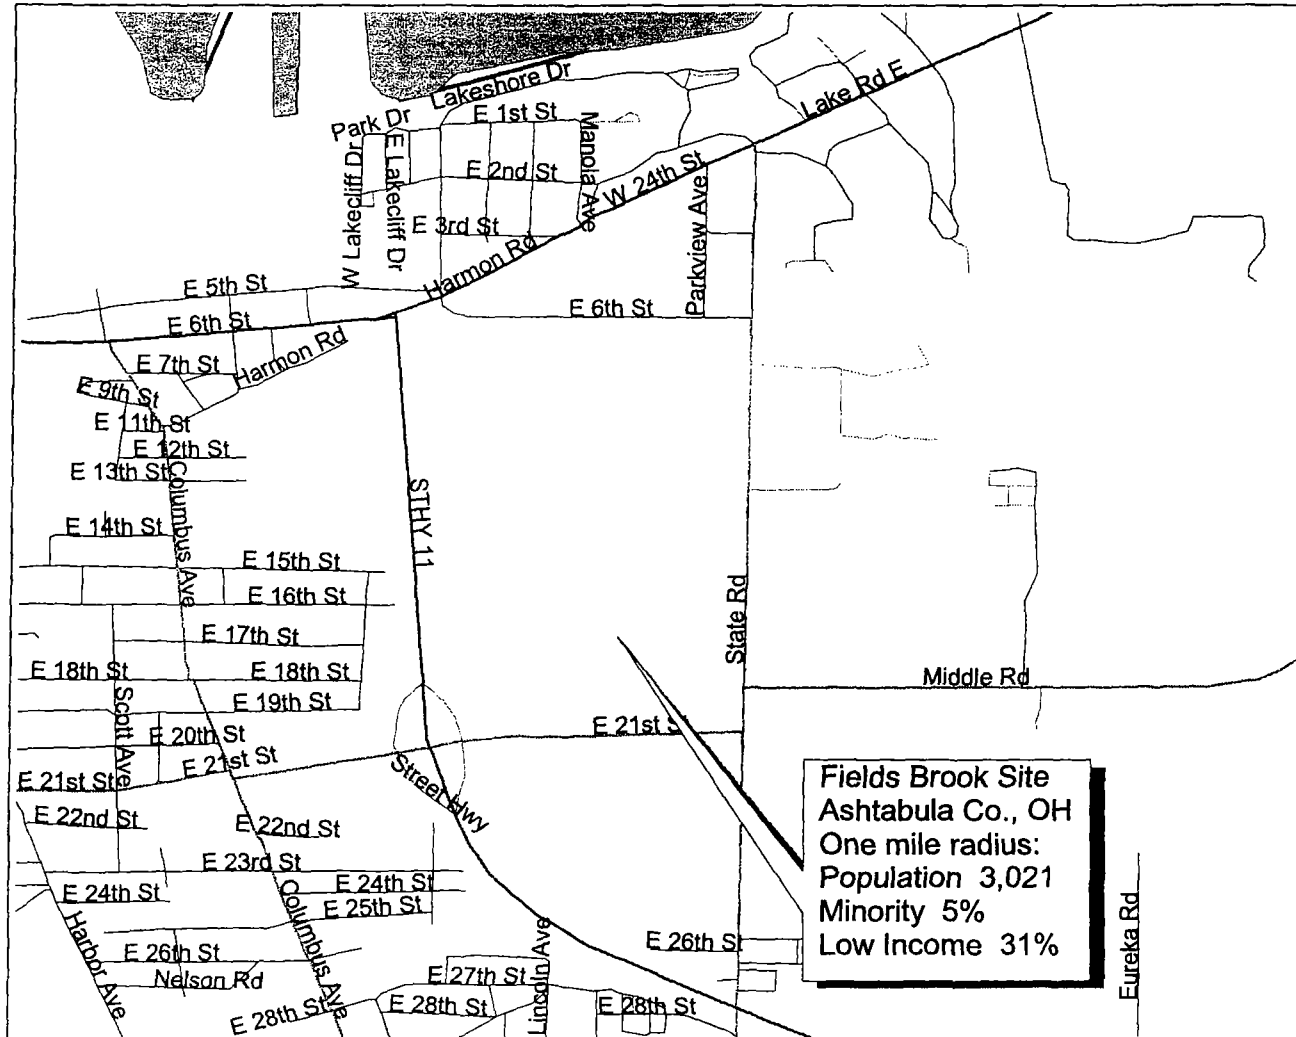 Lakeshore Dr
Lake Rd E
Park Dr
E 1st St
Manola Ave
W Lakecliff Dr
E Lakecliff Dr
E 2nd St
W 24th St
Parkview Ave
E 3rd St
Harmon Rd
E 5th St
E 6th St
E 6th St
E 7th St
Harmon Rd
E 9th St
E 11th St
E 12th St
E 13th St
Columbus Ave
STHY 11
E 14th St
E 15th St
E 16th St
State Rd
E 17th St
E 18th St
E 18th St
Middle Rd
Scott Ave
E 19th St
E 20th St
E 21st St
E 21st St
E 21st St
Street Hwy
Fields Brook Site
Ashtabula Co., OH
One mile radius:
Population 3,021
Minority 5%
Low Income 31%
E 22nd St
E 22nd St
E 23rd St
E 24th St
E 24th St
Columbus Ave
E 25th St
Harbor Ave
E 26th St
E 26th St
Lincoln Ave
Eureka Rd
Nelson Rd
E 27th St
E 28th St
E 28th St
E 28th St